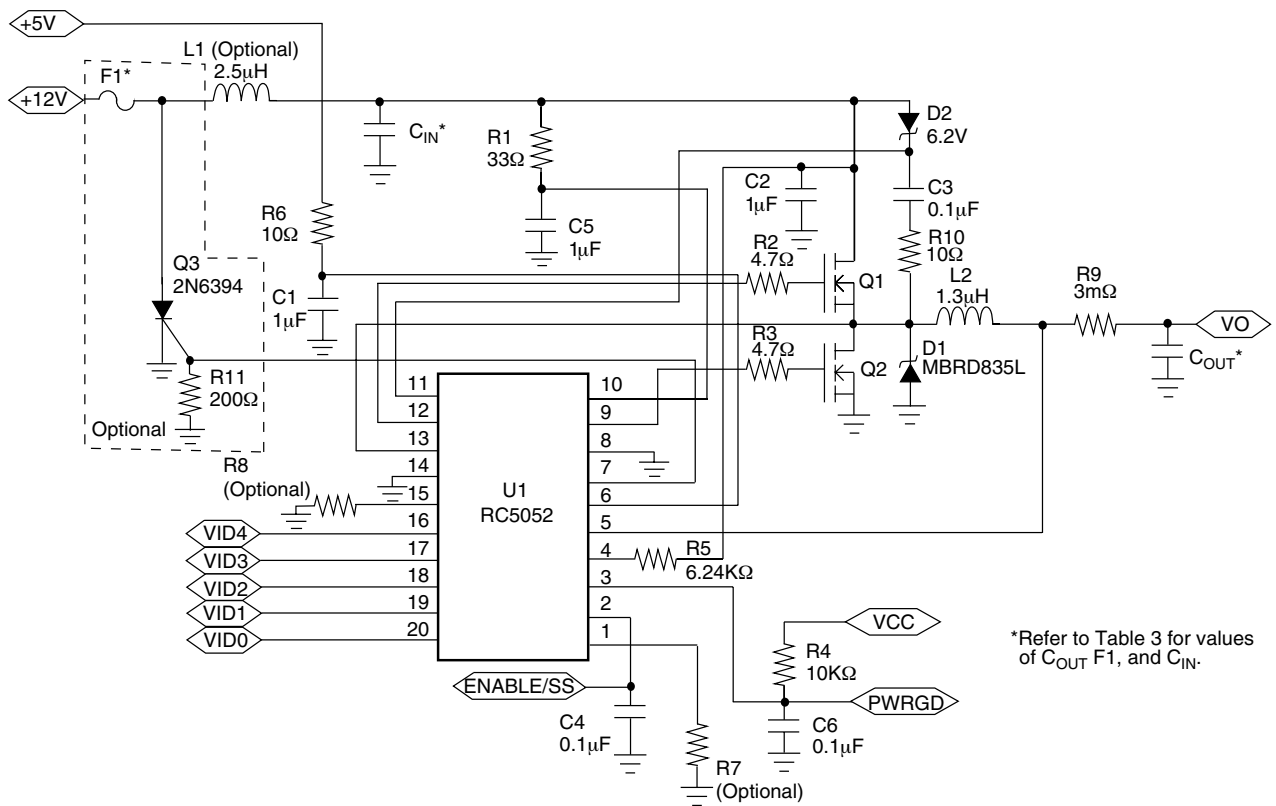 +5V
L1 (Optional)
2.5µH
F1*
+12V
D2
6.2V
CIN*
R1
33Ω
C2
1µF
C3
0.1µF
R6
10Ω
C5
1µF
R2
4.7Ω
R10
10Ω
L2
1.3µH
R9
3mΩ
Q3
2N6394
Q1
C1
1µF
VO
R3
4.7Ω
D1
MBRD835L
Q2
COUT*
R11
200Ω
Optional
11
12
13
14
15
16
17
18
19
20
10
9
8
7
6
5
4
3
2
1
U1
RC5052
R8
(Optional)
VID4
VID3
VID2
VID1
VID0
R5
6.24KΩ
VCC
R4
10KΩ
*Refer to Table 3 for values
of COUT F1, and CIN.
ENABLE/SS
PWRGD
C4
0.1µF
C6
0.1µF
R7
(Optional)